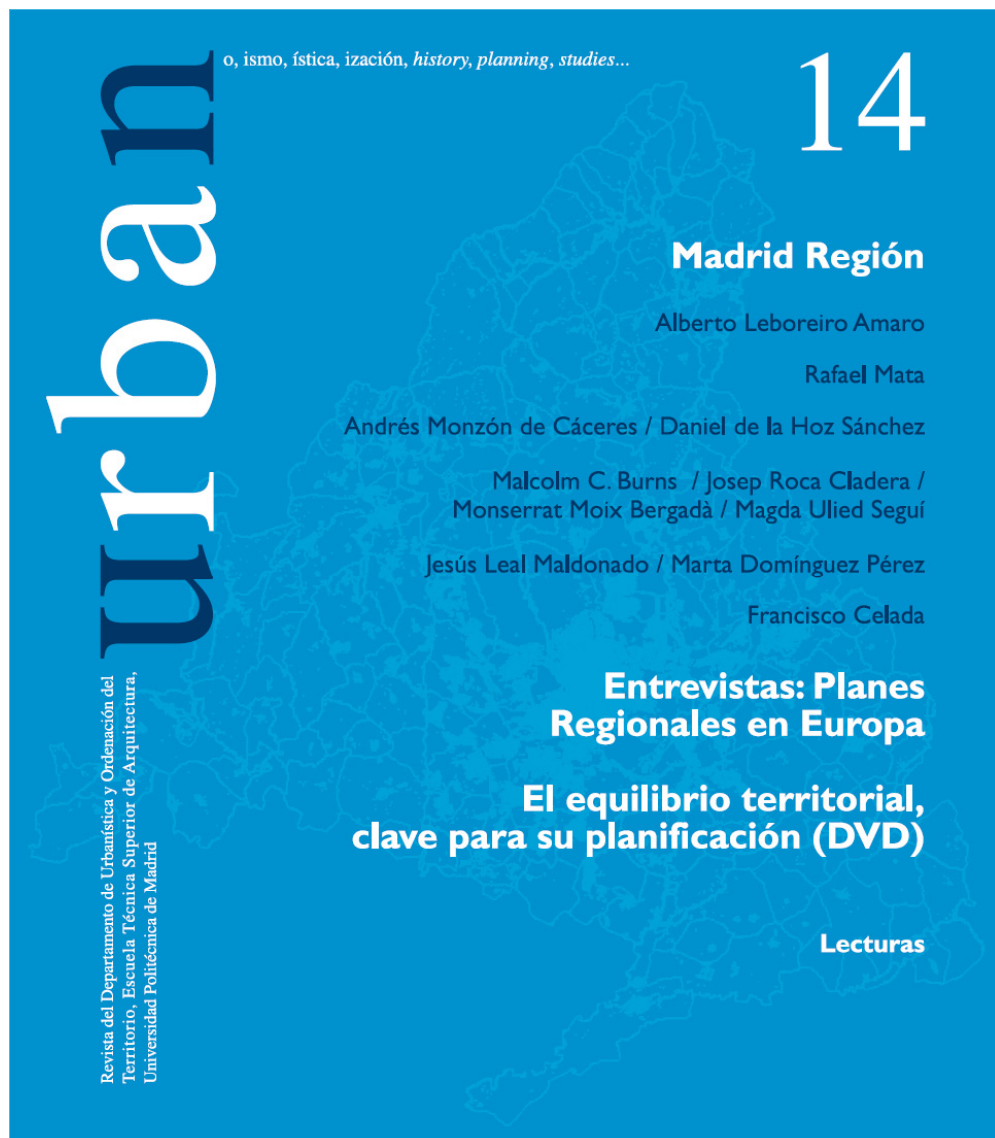 urban
o, ismo, ística, ización, history, planning, studies...
14
Madrid Región
Alberto Leboreiro Amaro
Rafael Mata
Andrés Monzón de Cáceres / Daniel de la Hoz Sánchez
Malcolm C. Burns / Josep Roca Cladera /
Monserrat Moix Bergadà / Magda Ulied Seguí
Jesús Leal Maldonado / Marta Domínguez Pérez
Francisco Celada
Entrevistas: Planes
Regionales en Europa
El equilibrio territorial,
clave para su planificación (DVD)
Lecturas
Revista del Departamento de Urbanística y Ordenación del
Territorio, Escuela Técnica Superior de Arquitectura,
Universidad Politécnica de Madrid